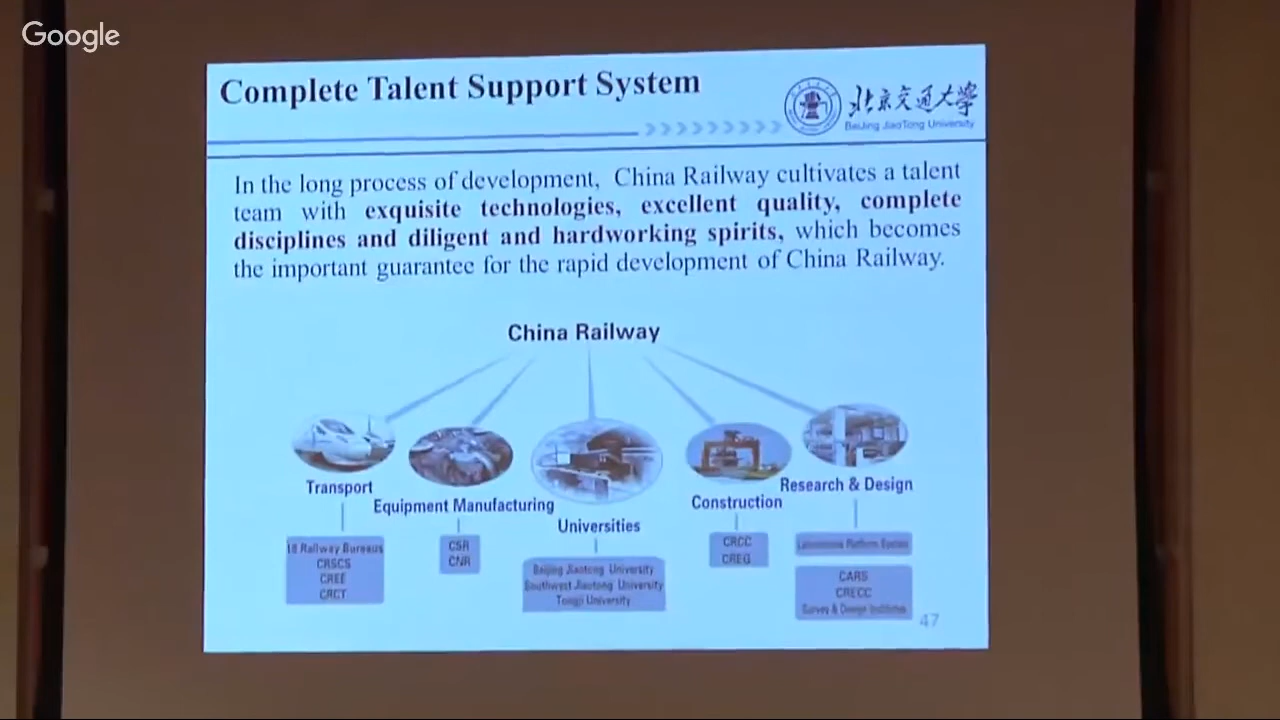 Google
Complete Talent Support System
北京交通大学
BeiJing JiaoTong University
In the long process of development, China Railway cultivates a talent
team with exquisite technologies, excellent quality, complete
disciplines and diligent and hardworking spirits, which becomes
the important guarantee for the rapid development of China Railway.
China Railway
Transport
18 Railway Bureaus
CRSCS
CREE
CRCT
Equipment Manufacturing
CSR
CNR
Universities
Beijing Jiaotong University
Southwest Jiaotong University
Tongji University
Construction
CRCC
CREG
Research & Design
Platform
CARS
CRECC
Survey & Design Institutes
47